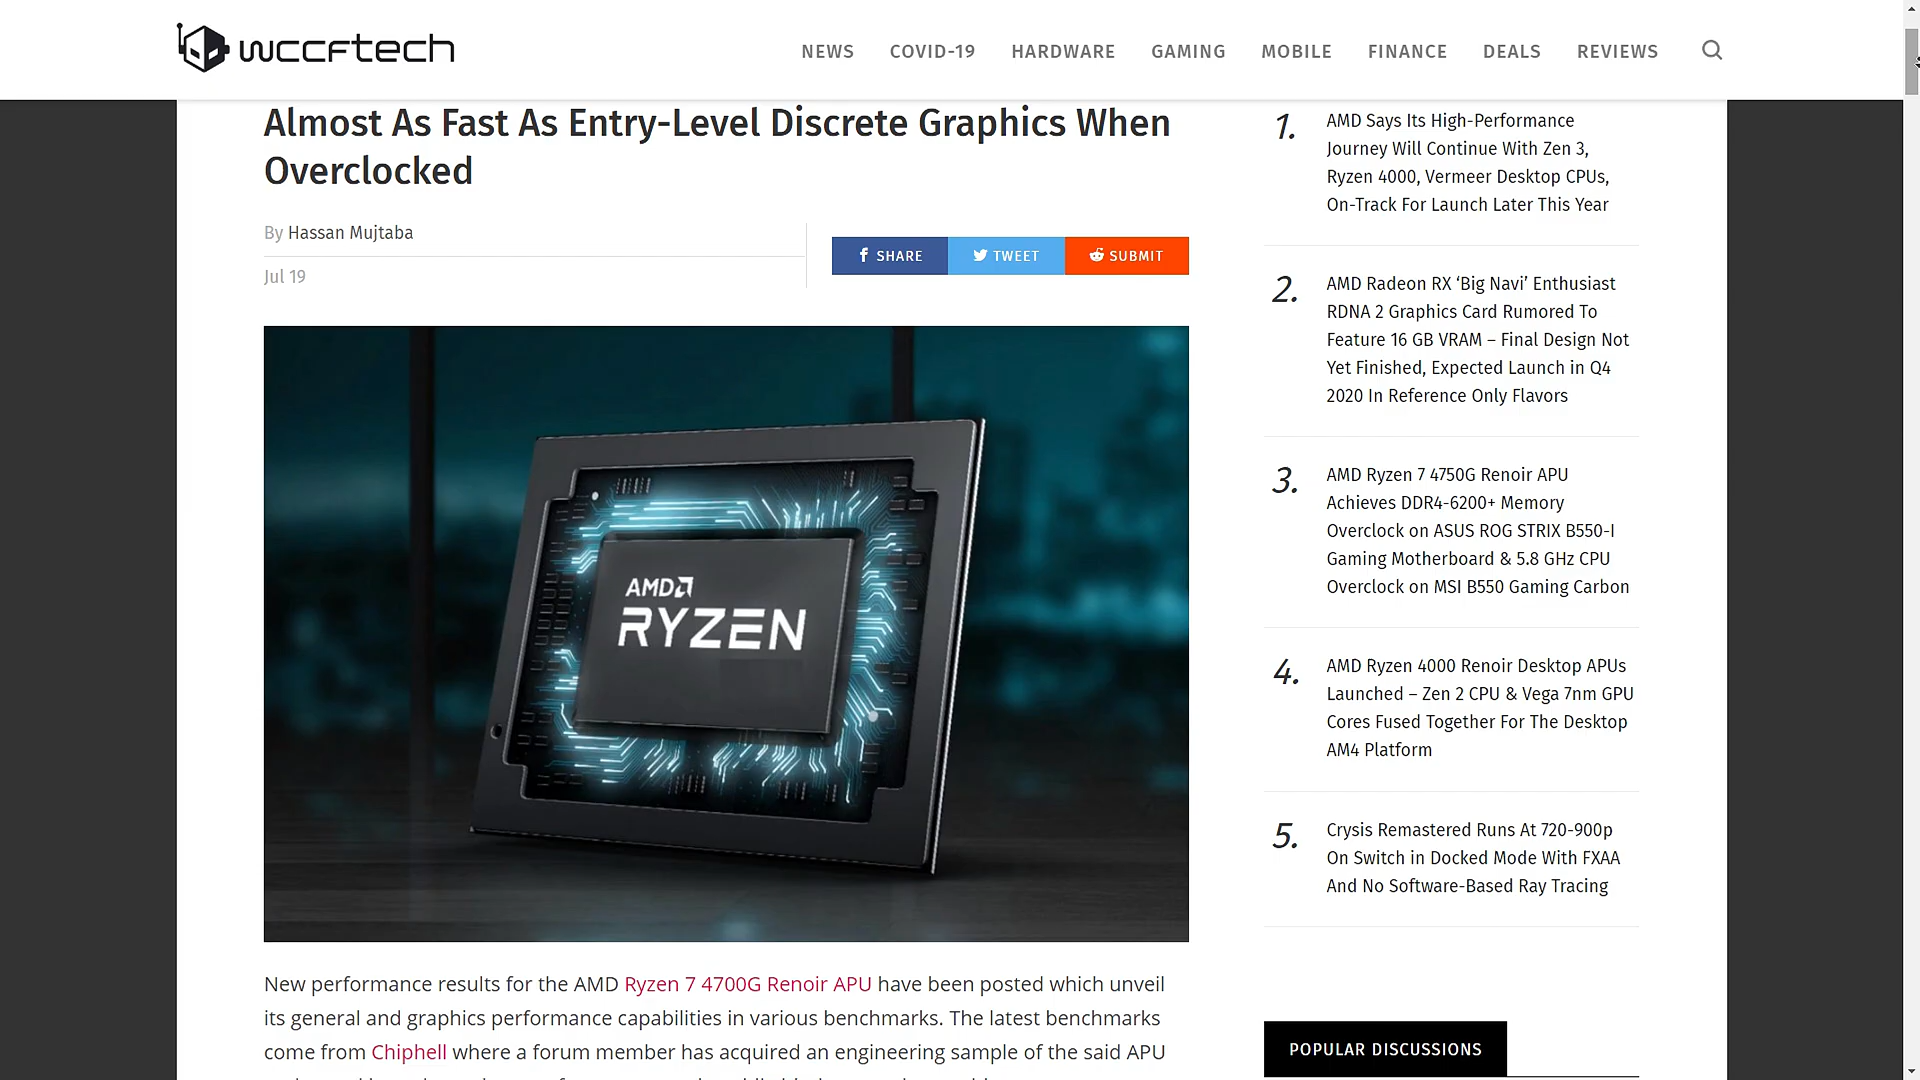 wccftech
NEWS COVID-19 HARDWARE GAMING MOBILE FINANCE DEALS REVIEWS
Almost As Fast As Entry-Level Discrete Graphics When
Overclocked
By Hassan Mujtaba
Jul 19
SHARE TWEET SUBMIT
AMD
RYZEN
New performance results for the AMD Ryzen 7 4700G Renoir APU have been posted which unveil
its general and graphics performance capabilities in various benchmarks. The latest benchmarks
come from Chiphell where a forum member has acquired an engineering sample of the said APU
1. AMD Says Its High-Performance
Journey Will Continue With Zen 3,
Ryzen 4000, Vermeer Desktop CPUs,
On-Track For Launch Later This Year
2. AMD Radeon RX ‘Big Navi’ Enthusiast
RDNA 2 Graphics Card Rumored To
Feature 16 GB VRAM – Final Design Not
Yet Finished, Expected Launch in Q4
2020 In Reference Only Flavors
3. AMD Ryzen 7 4750G Renoir APU
Achieves DDR4-6200+ Memory
Overclock on ASUS ROG STRIX B550-I
Gaming Motherboard & 5.8 GHz CPU
Overclock on MSI B550 Gaming Carbon
4. AMD Ryzen 4000 Renoir Desktop APUs
Launched – Zen 2 CPU & Vega 7nm GPU
Cores Fused Together For The Desktop
AM4 Platform
5. Crysis Remastered Runs At 720-900p
On Switch in Docked Mode With FXAA
And No Software-Based Ray Tracing
POPULAR DISCUSSIONS